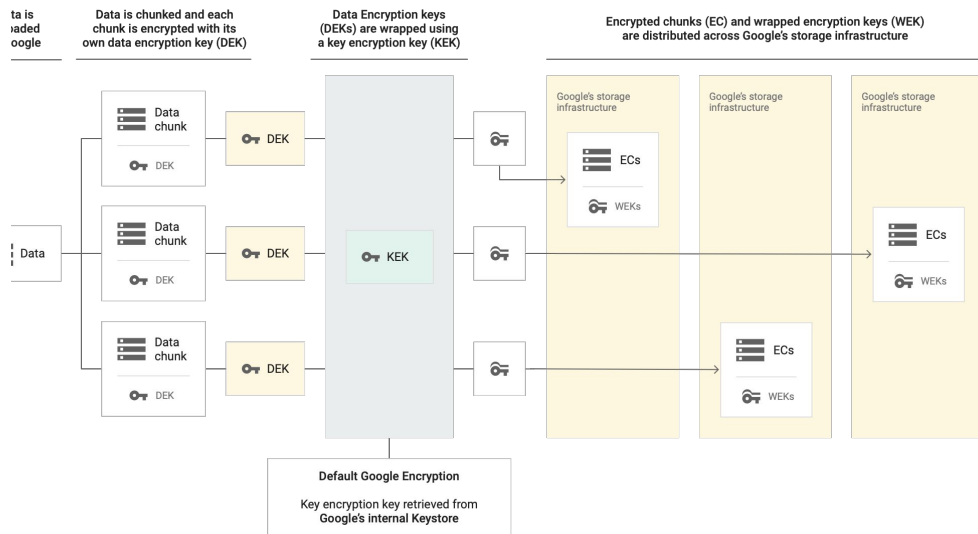 ta is
oaded
oogle
Data is chunked and each
chunk is encrypted with its
own data encryption key (DEK)
Data Encryption keys
(DEKs) are wrapped using
a key encryption key (KEK)
Encrypted chunks (EC) and wrapped encryption keys (WEK)
are distributed across Google's storage infrastructure
Google's storage
infrastructure
Google's storage
infrastructure
Google's storage
infrastructure
Data
chunk
DEK
DEK
ECs
WEKs
Data
Data
chunk
DEK
DEK
KEK
ECs
WEKs
Data
chunk
DEK
DEK
ECs
WEKs
Default Google Encryption
Key encryption key retrieved from
Google's internal Keystore